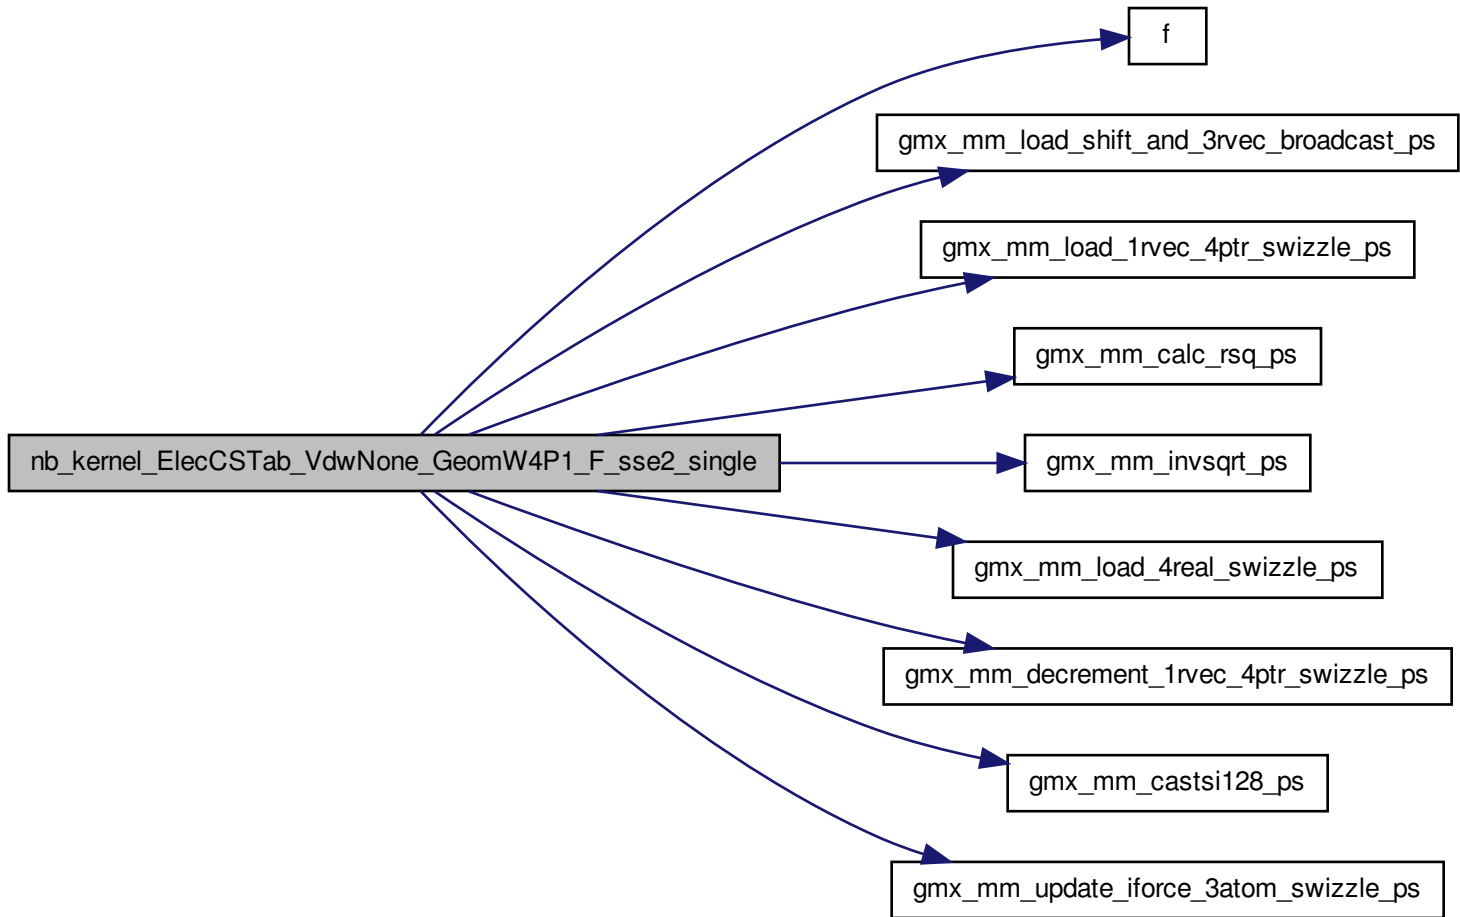 f
gmx_mm_load_shift_and_3rvec_broadcast_ps
gmx_mm_load_1rvec_4ptr_swizzle_ps
gmx_mm_calc_rsq_ps
nb_kernel_ElecCSTab_VdwNone_GeomW4P1_F_sse2_single
gmx_mm_invsqrt_ps
gmx_mm_load_4real_swizzle_ps
gmx_mm_decrement_1rvec_4ptr_swizzle_ps
gmx_mm_castsi128_ps
gmx_mm_update_iforce_3atom_swizzle_ps